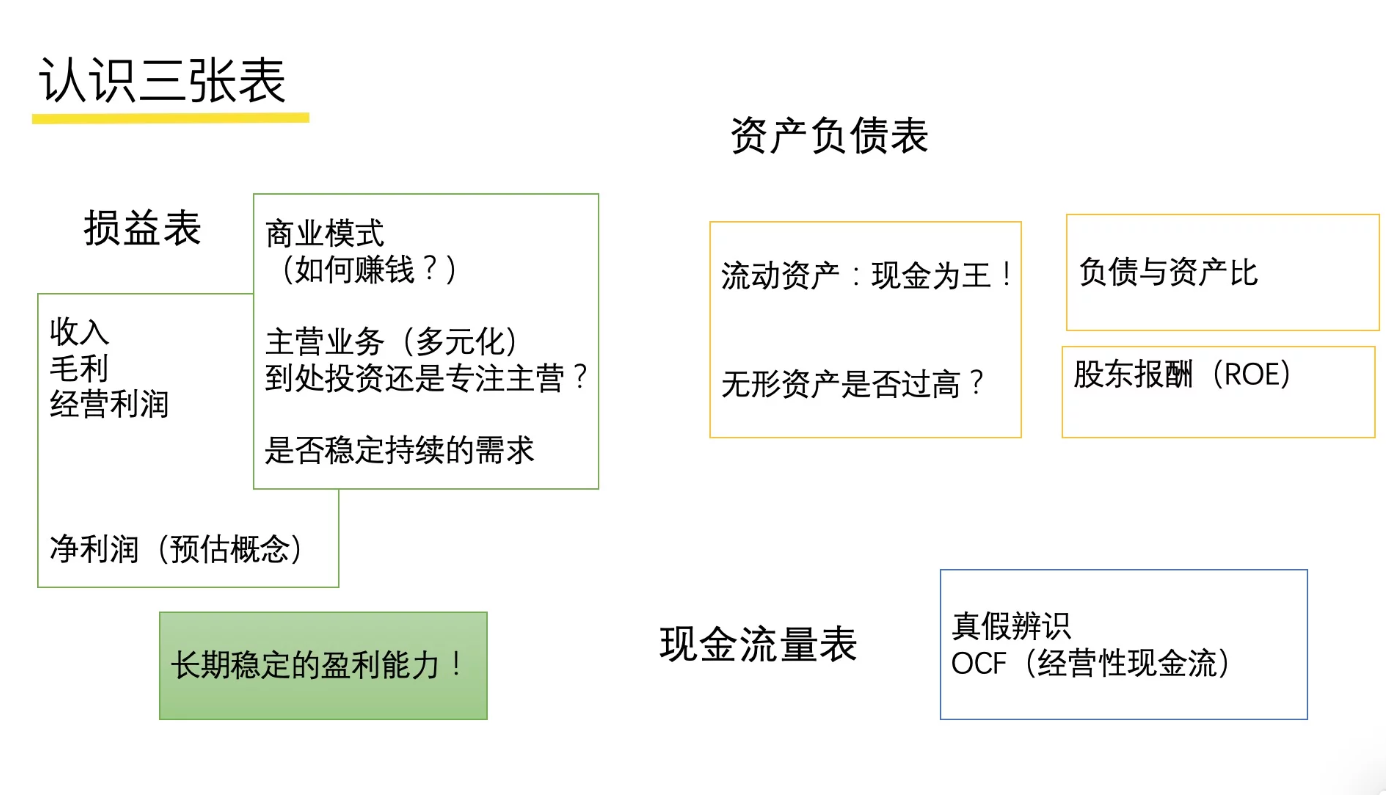 认识三张表
损益表
收入
毛利
经营利润
净利润（预估概念）
商业模式
（如何赚钱？）
主营业务（多元化）
到处投资还是专注主营？
是否稳定持续的需求
长期稳定的盈利能力！
资产负债表
流动资产：现金为王！
无形资产是否过高？
负债与资产比
股东报酬（ROE）
现金流量表
真假辨识
OCF（经营性现金流）